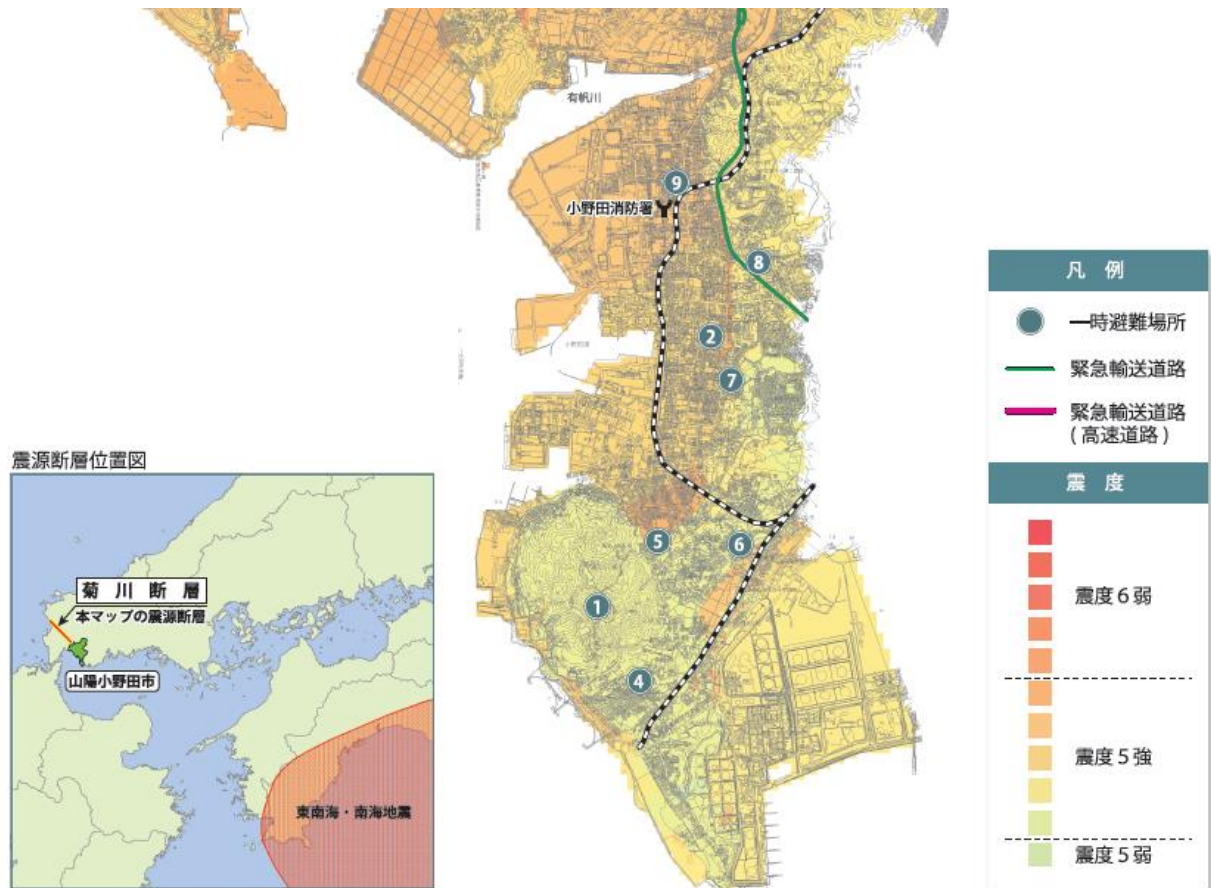 有帆川
9
小野田消防署
8
2
小野田港
7
5
6
1
4
凡 例
一時避難場所
緊急輸送道路
緊急輸送道路
(高速道路)
震 度
震度6弱
震度5強
震度5弱
震源断層位置図
菊 川 断 層
本マップの震源断層
山陽小野田市
東南海・南海地震